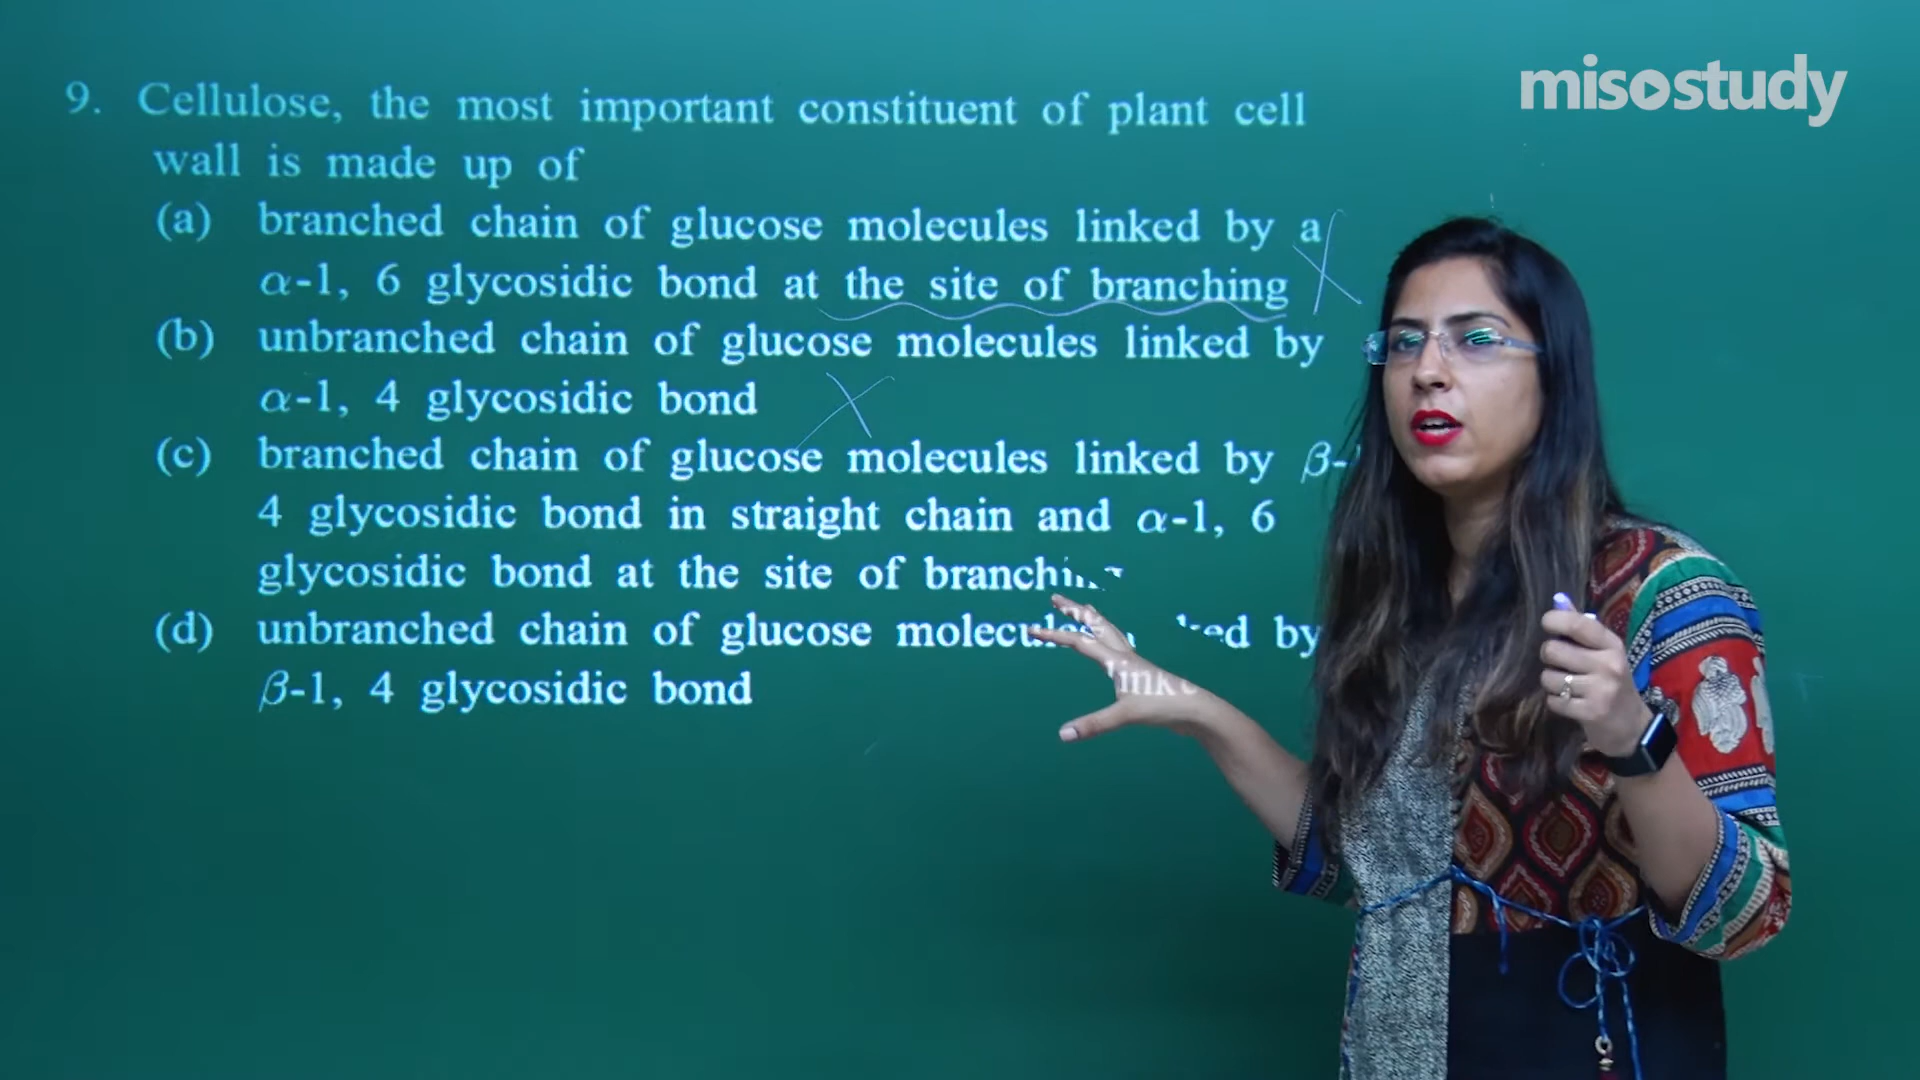 misostudy
9. Cellulose, the most important constituent of plant cell
wall is made up of
(a) branched chain of glucose molecules linked by a
α-1, 6 glycosidic bond at the site of branching
(b) unbranched chain of glucose molecules linked by
α-1, 4 glycosidic bond
(c) branched chain of glucose molecules linked by β-
4 glycosidic bond in straight chain and α-1, 6
glycosidic bond at the site of branching
(d) unbranched chain of glucose molecules linked by
β-1, 4 glycosidic bond